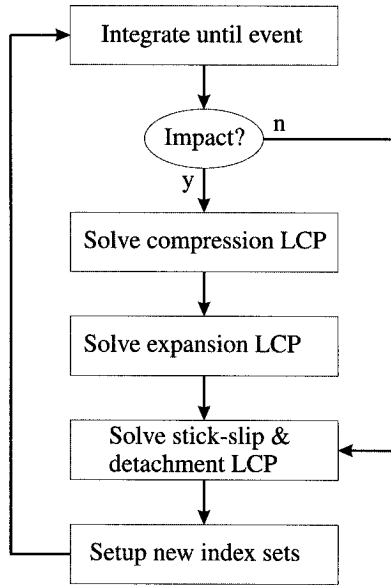 Integrate until event
Impact?
n
y
Solve compression LCP
Solve expansion LCP
Solve stick-slip &
detachment LCP
Setup new index sets